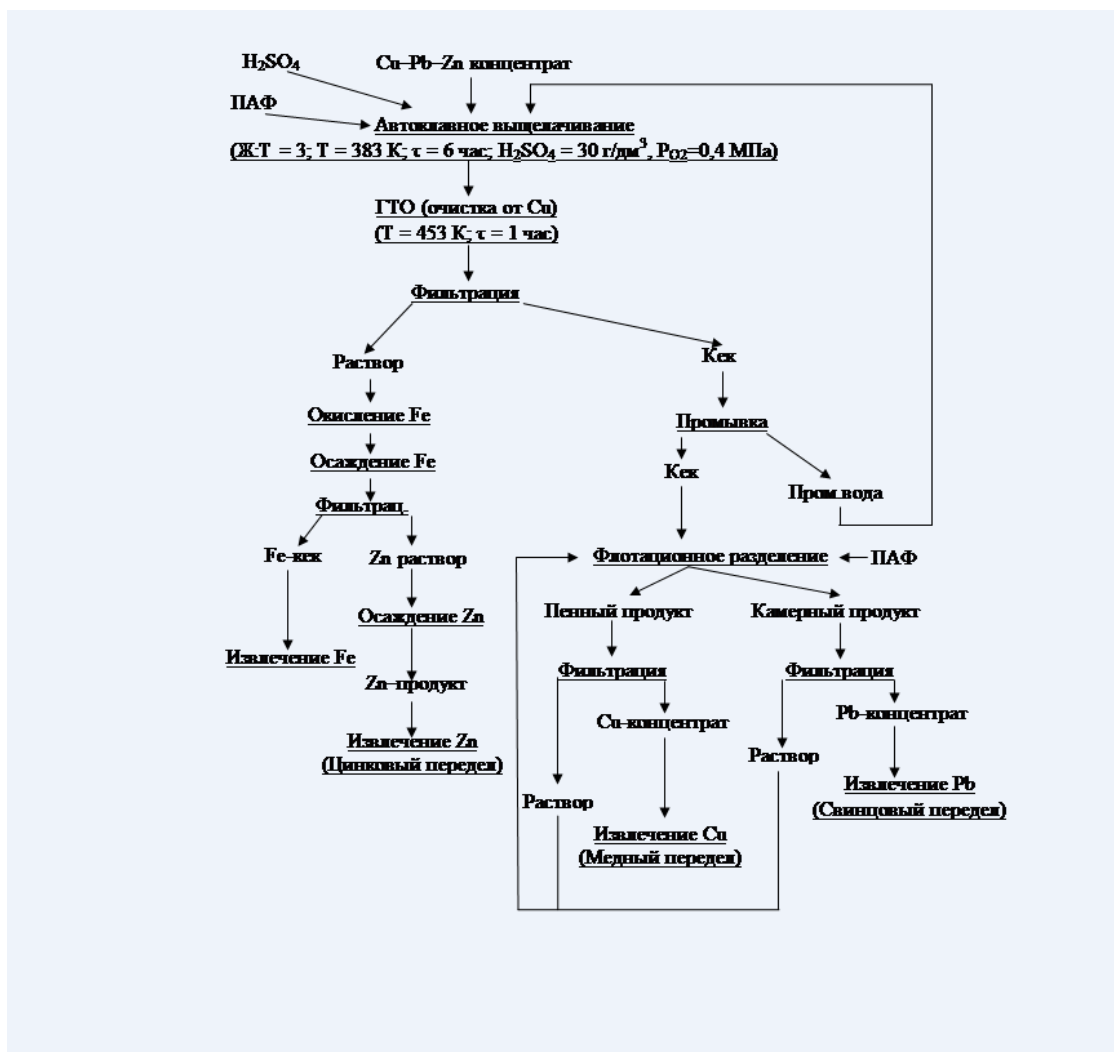 H₂SO₄
Cu–Pb–Zn концентрат
ПАФ
Автоклавное выщелачивание
(Ж:Т = 3; Т = 383 К; τ = 6 час; H₂SO₄ = 30 г/дм³, PO₂=0,4 МПа)
ГТО (очистка от Cu)
(Т = 453 К; τ = 1 час)
Фильтрация
Раствор
Кек
Окисление Fe
Промывка
Осаждение Fe
Кек
Пром.вода
Фильтрац.
Fe–кек
Zn раствор
Флотационное разделение
ПАФ
Осаждение Zn
Пенный продукт
Камерный продукт
Извлечение Fe
Фильтрация
Фильтрация
Zn–продукт
Cu–концентрат
Pb–концентрат
Извлечение Zn
(Цинковый передел)
Раствор
Извлечение Pb
(Свинцовый передел)
Раствор
Извлечение Cu
(Медный передел)